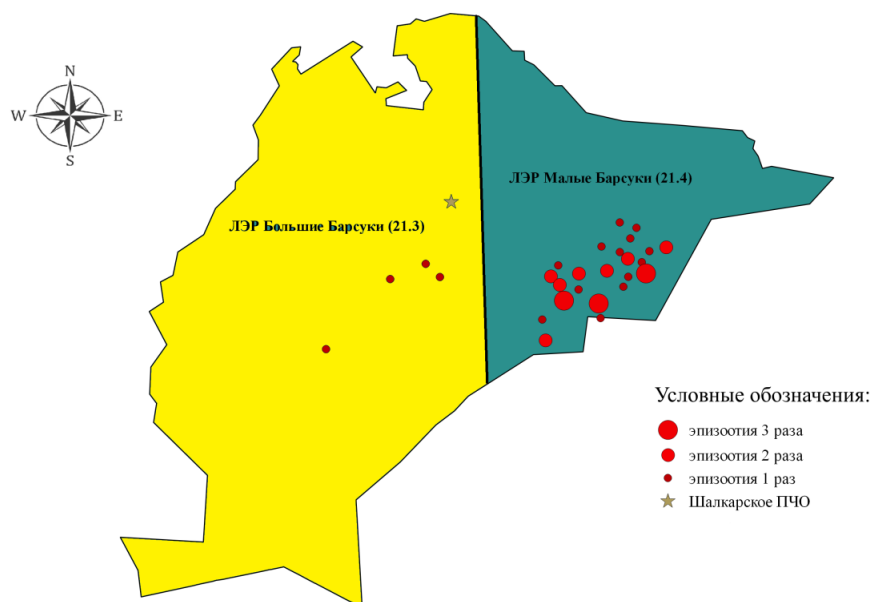 N
W E
S
ЛЭР Малые Барсуки (21.4)
ЛЭР Большие Барсуки (21.3)
Условные обозначения:
эпизоотия 3 раза
эпизоотия 2 раза
эпизоотия 1 раз
Шалкарское ПЧО